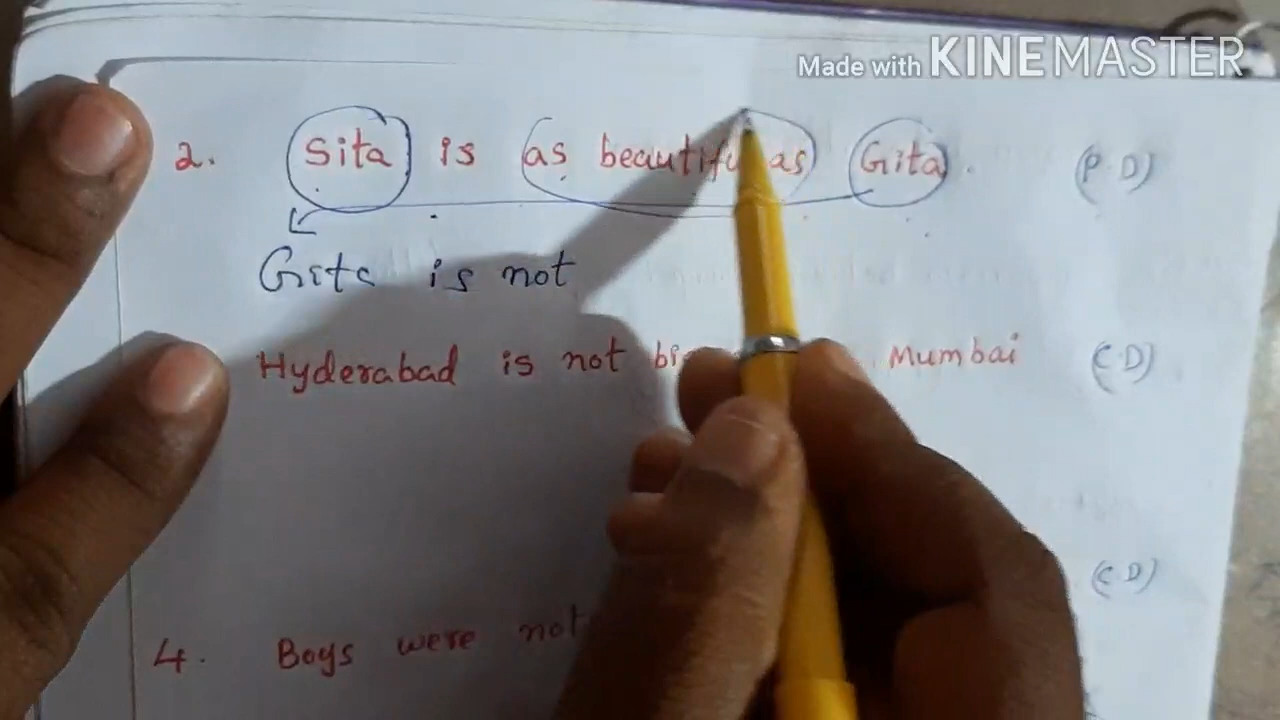 Made with KINEMASTER
2. Sita is as as Gita. (P.D)
Gita is not
Hyderabad is not Mumbai (C.D)
(C.D)
4. Boys were not